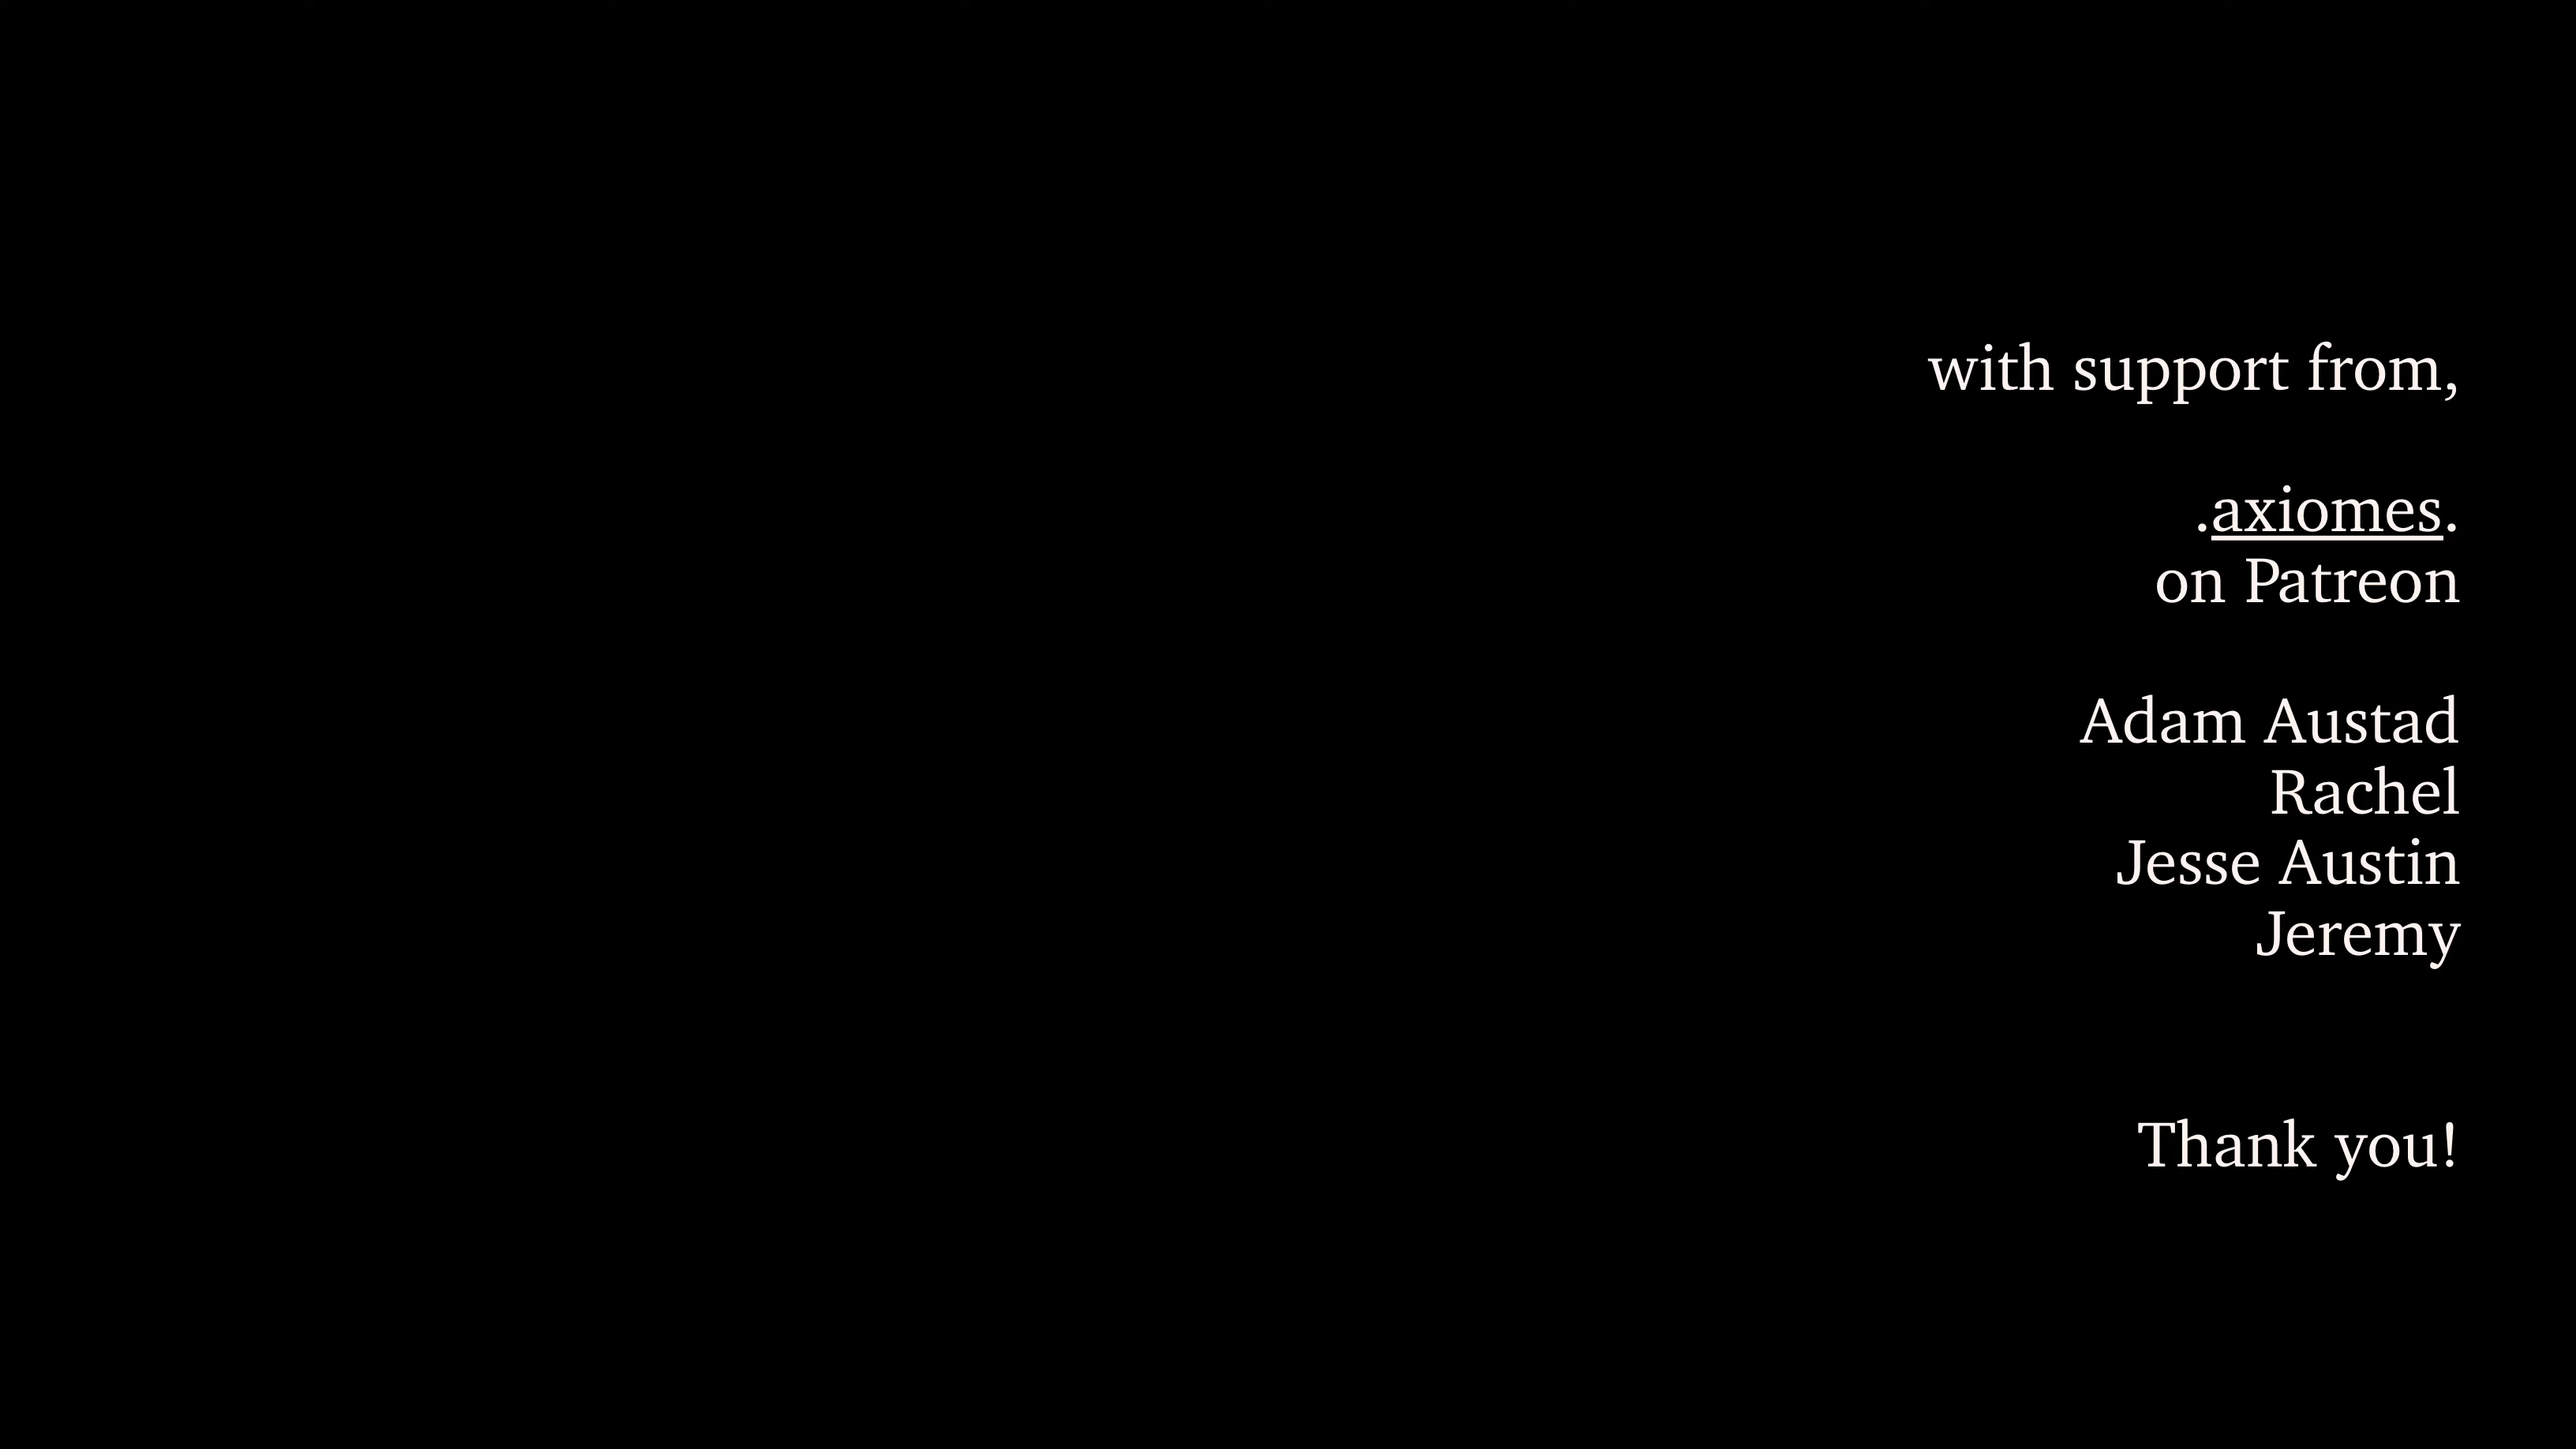 with support from,
.axiomes.
on Patreon
Adam Austad
Rachel
Jesse Austin
Jeremy
Thank you!